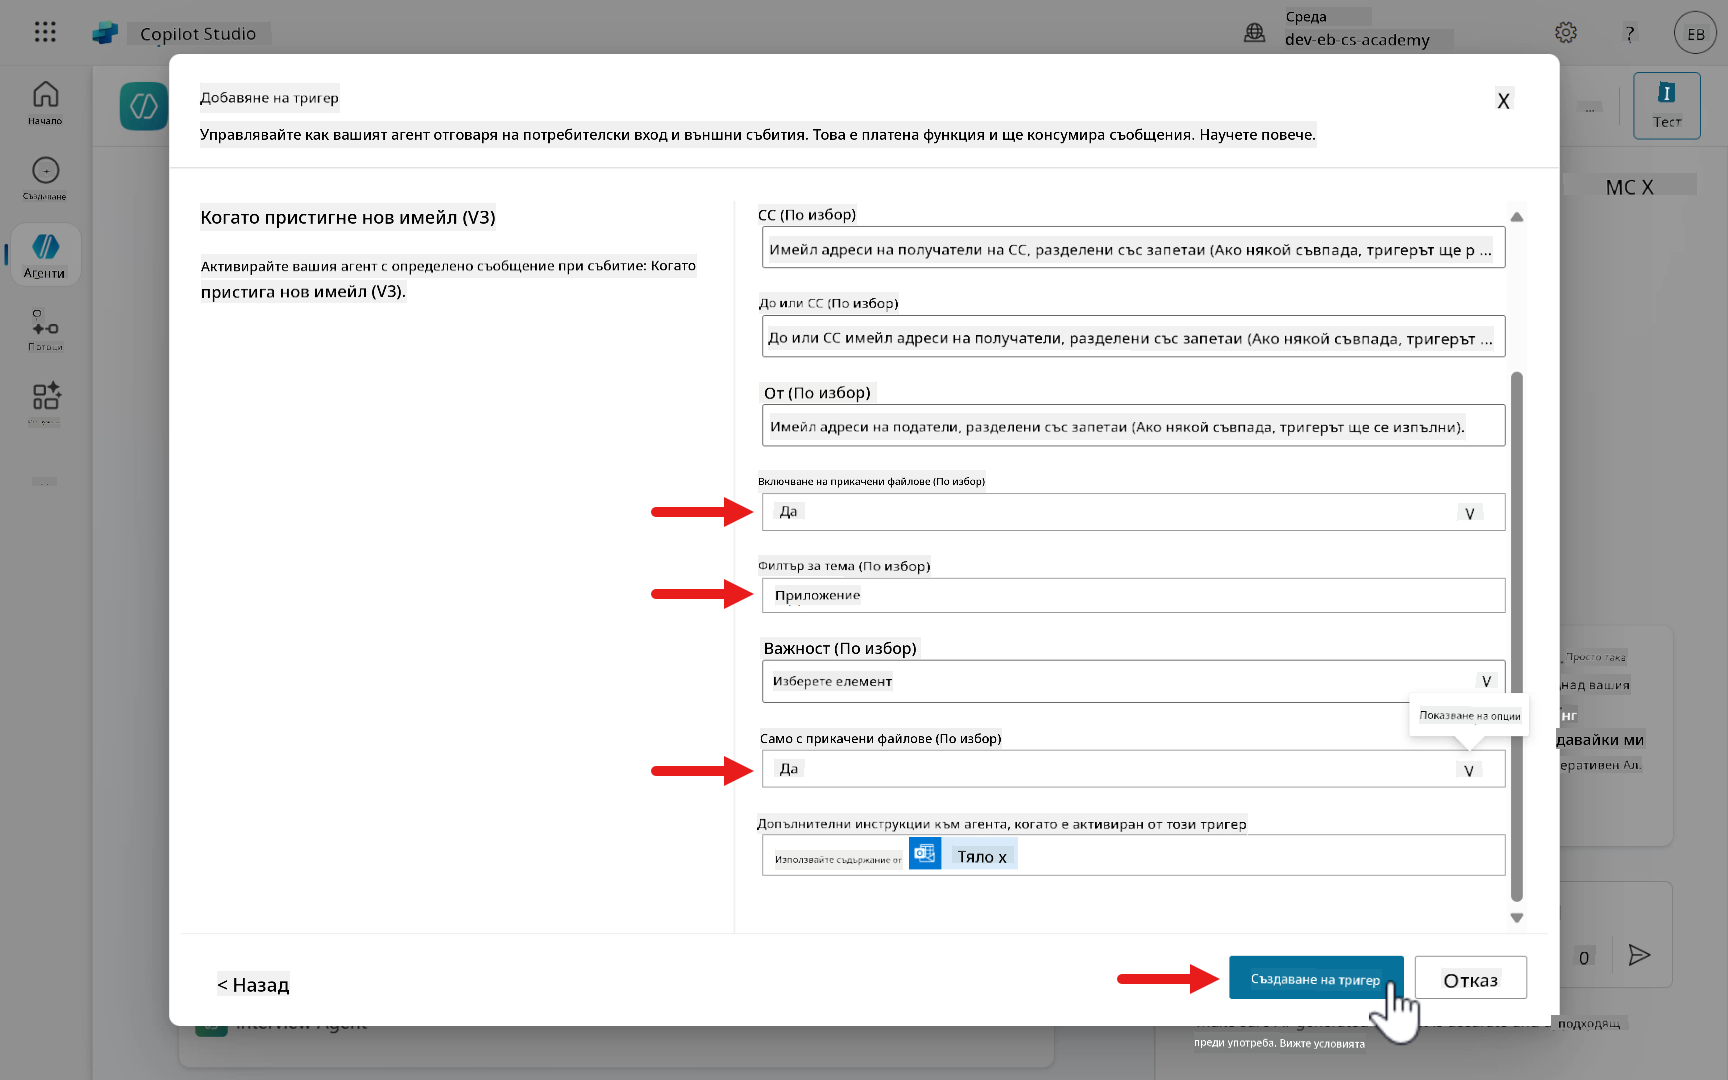 Copilot Studio
Среда
dev-eb-cs-academy
?
EB
Начало
Създаване
Агенти
Потоци
Тест
МС X
Добавяне на тригер
X
Управлявайте как вашият агент отговаря на потребителски вход и външни събития. Това е платена функция и ще консумира съобщения. Научете повече.
Когато пристигне нов имейл (V3)
Активирайте вашия агент с определено съобщение при събитие: Когато
пристига нов имейл (V3).
CC (По избор)
Имейл адреси на получатели на CC, разделени със запетаи (Ако някой съвпада, тригерът ще р ...
До или CC (По избор)
До или CC имейл адреси на получатели, разделени със запетаи (Ако някой съвпада, тригерът ...
От (По избор)
Имейл адреси на податели, разделени със запетаи (Ако някой съвпада, тригерът ще се изпълни).
Включване на прикачени файлове (По избор)
Да
V
Филтър за тема (По избор)
Приложение
Важност (По избор)
Изберете елемент
V
Показване на опции
Само с прикачени файлове (По избор)
Да
V
Допълнителни инструкции към агента, когато е активиран от този тригер
Използвайте съдържание от
Тяло x
< Назад
Създаване на тригер
Отказ
Просто така
над вашия
нг
давайки ми
еративен Ал.
0
Interview Agent
подходящ
преди употреба. Вижте условията